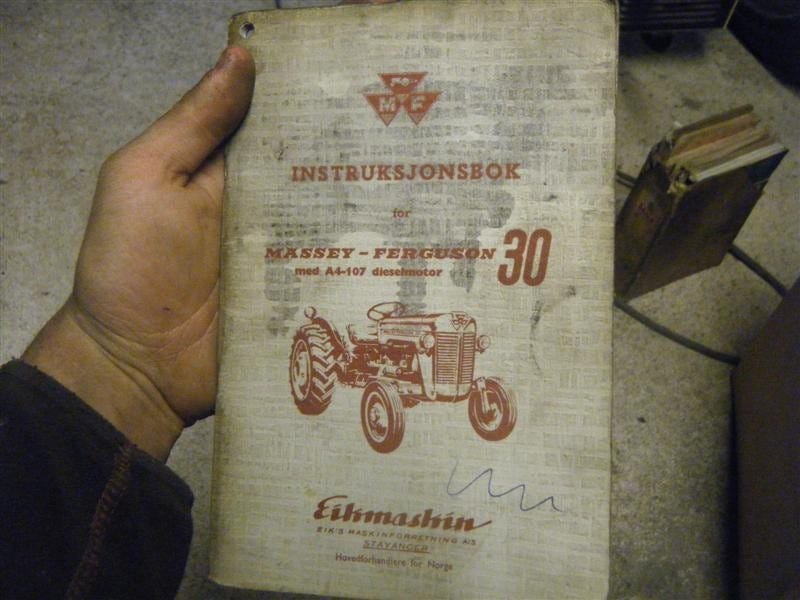 MF
INSTRUKSJONSBOK
for
MASSEY-FERGUSON 30
med A4-107 dieselmotor
Eikmaskin
EIK'S MASKINFORRETNING A/S
STAVANGER
Hovedforhandlere for Norge